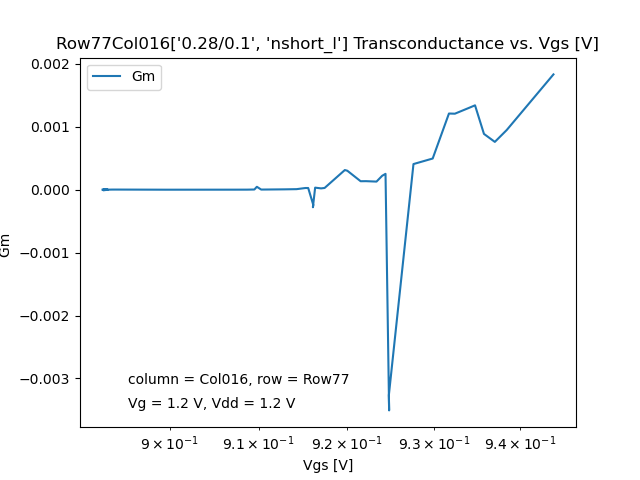 Row77Col016['0.28/0.1', 'nshort_l'] Transconductance vs. Vgs [V]
Gm
0.002
0.001
0.000
−0.001
−0.002
−0.003
Gm
column = Col016, row = Row77
Vg = 1.2 V, Vdd = 1.2 V
9 × 10⁻¹ 9.1 × 10⁻¹ 9.2 × 10⁻¹ 9.3 × 10⁻¹ 9.4 × 10⁻¹
Vgs [V]